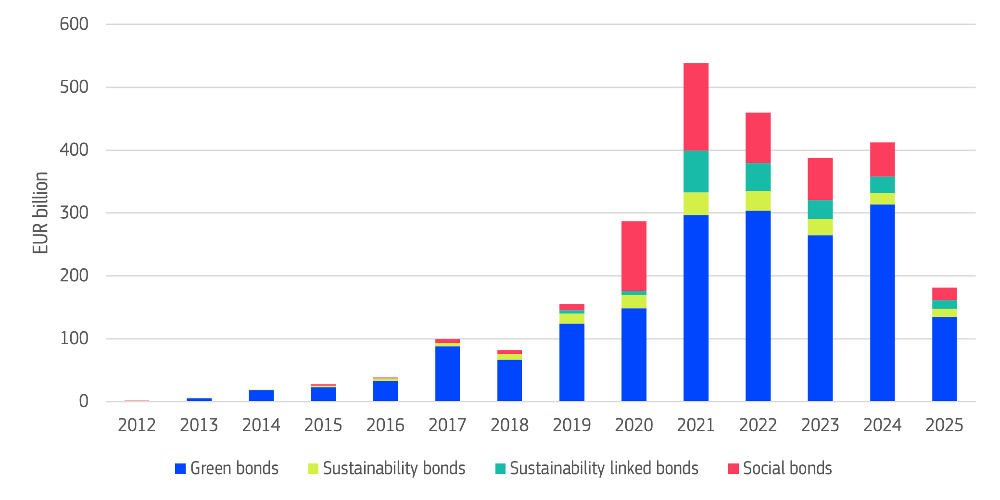 600
500
400
300
200
100
0
EUR billion
2012 2013 2014 2015 2016 2017 2018 2019 2020 2021 2022 2023 2024 2025
Green bonds Sustainability bonds Sustainability linked bonds Social bonds